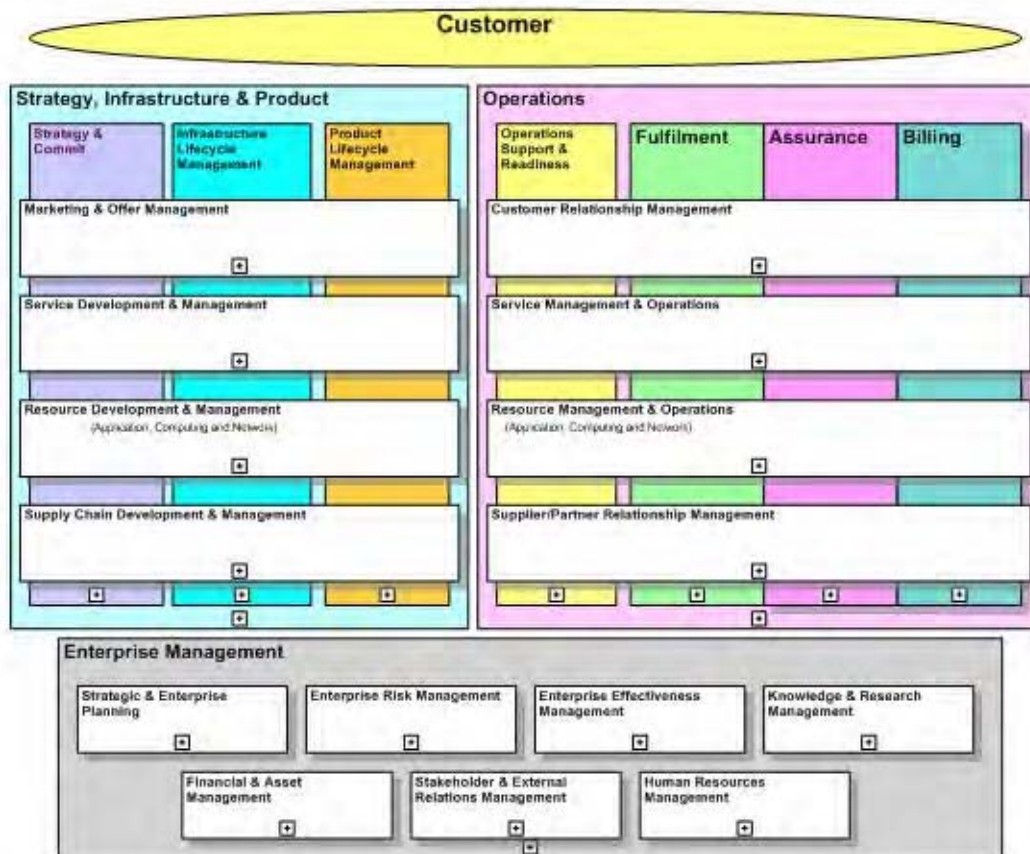 Customer
Strategy, Infrastructure & Product
Strategy &
Commit
Infrastructure
Lifecycle
Management
Product
Lifecycle
Management
Marketing & Offer Management
Service Development & Management
Resource Development & Management
(Application, Computing and Network)
Supply Chain Development & Management
Operations
Operations
Support &
Readiness
Fulfilment
Assurance
Billing
Customer Relationship Management
Service Management & Operations
Resource Management & Operations
(Application, Computing and Network)
Supplier/Partner Relationship Management
Enterprise Management
Strategic & Enterprise
Planning
Enterprise Risk Management
Enterprise Effectiveness
Management
Knowledge & Research
Management
Financial & Asset
Management
Stakeholder & External
Relations Management
Human Resources
Management